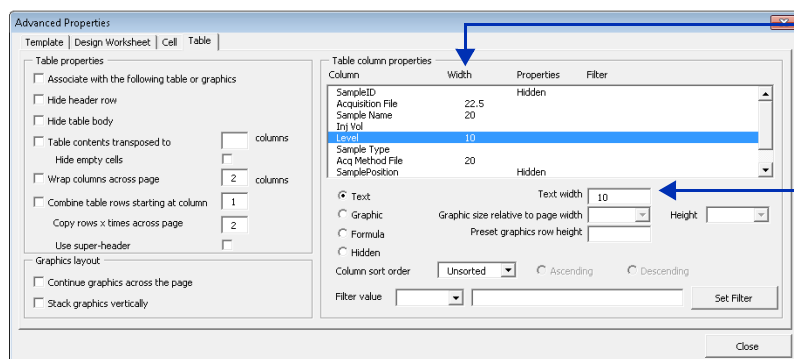 Advanced Properties
Template Design Worksheet Cell Table
Table properties
Associate with the following table or graphics
Hide header row
Hide table body
Table contents transposed to columns
Hide empty cells
Wrap columns across page 2 columns
Combine table rows starting at column 1
Copy rows x times across page 2
Use super-header
Graphics layout
Continue graphics across the page
Stack graphics vertically
Table column properties
Column Width Properties Filter
SampleID Hidden
Acquisition File 22.5
Sample Name 20
Inj Vol
Level 10
Sample Type
Acq Method File 20
SamplePosition Hidden
Text Text width 10
Graphic Graphic size relative to page width Height
Formula Preset graphics row height
Hidden
Column sort order Unsorted Ascending Descending
Filter value Set Filter
Close